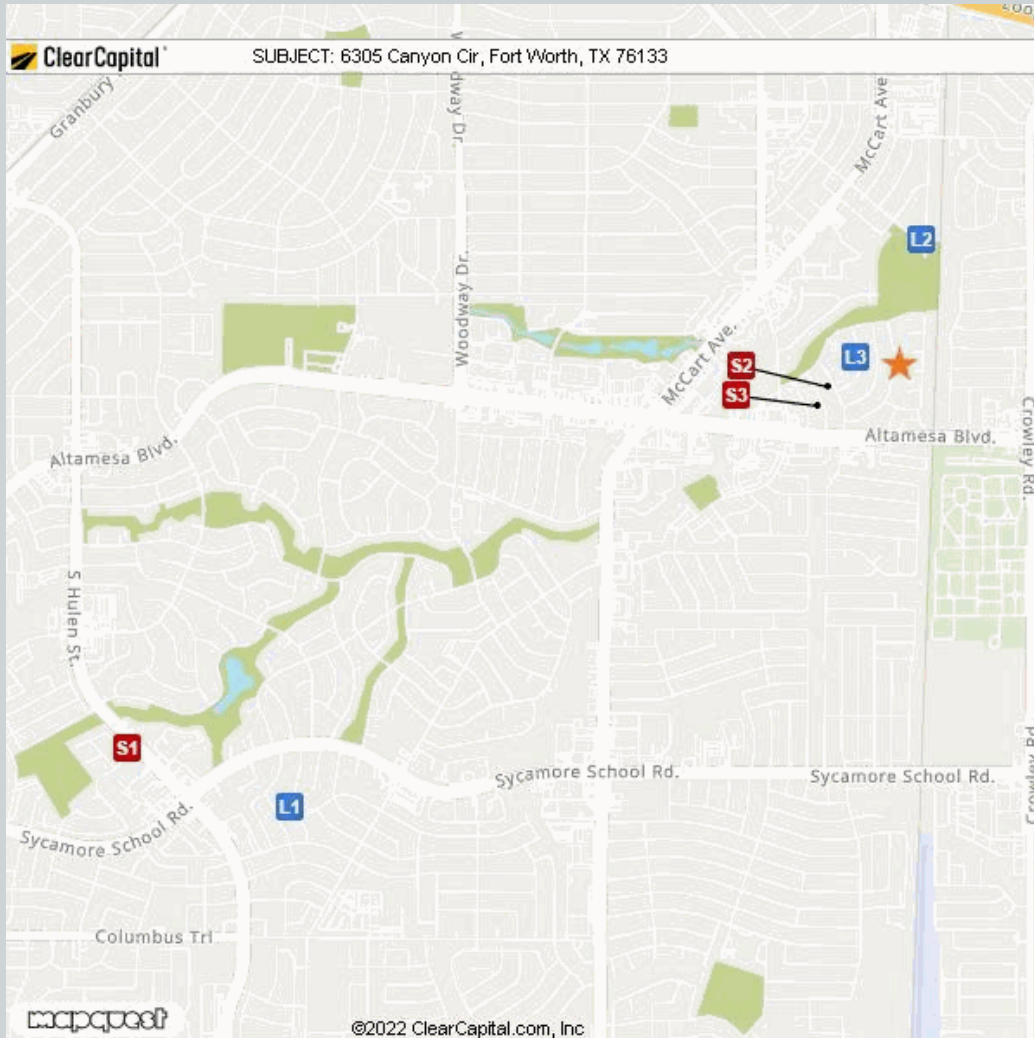 ClearCapital
SUBJECT: 6305 Canyon Cir, Fort Worth, TX 76133
Granbury
dway Dr.
McCart Ave
L2
Woodway Dr.
McCart Ave.
S2
L3
S3
Altamesa Blvd.
Crowley Rd.
Altamesa Blvd.
S Hulen St.
S1
Sycamore School Rd.
Sycamore School Rd.
L1
Sycamore School Rd.
Columbus Trl
mapquest
©2022 ClearCapital.com, Inc